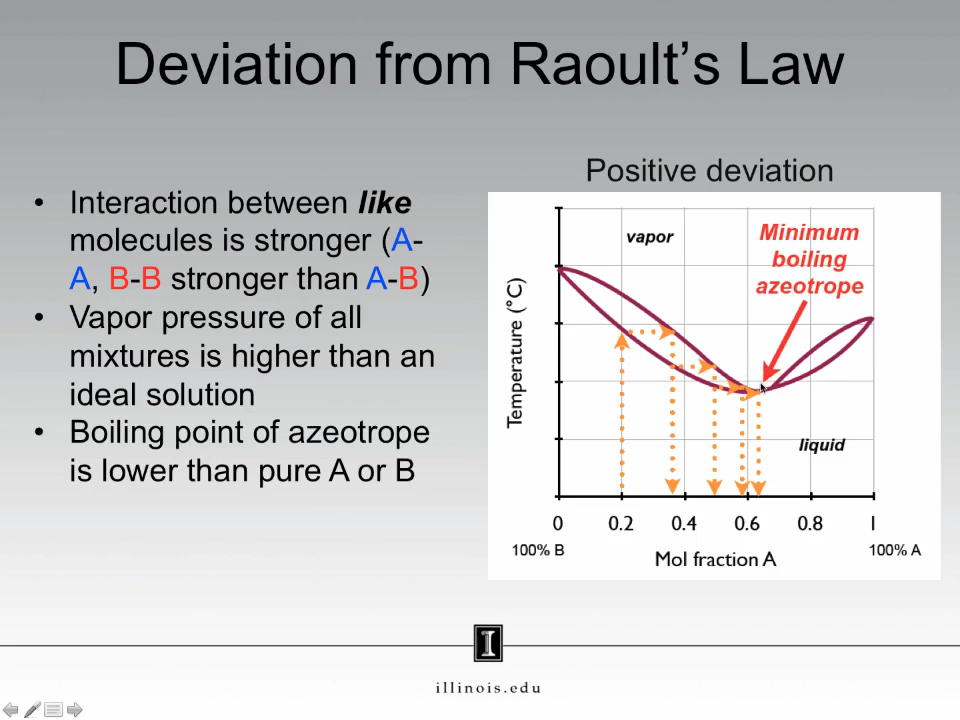 Deviation from Raoult’s Law
• Interaction between like
molecules is stronger (A-
A, B-B stronger than A-B)
• Vapor pressure of all
mixtures is higher than an
ideal solution
• Boiling point of azeotrope
is lower than pure A or B
Positive deviation
vapor
Minimum
boiling
azeotrope
Temperature (°C)
liquid
0 0.2 0.4 0.6 0.8 1
100% B 100% A
Mol fraction A
I
illinois.edu